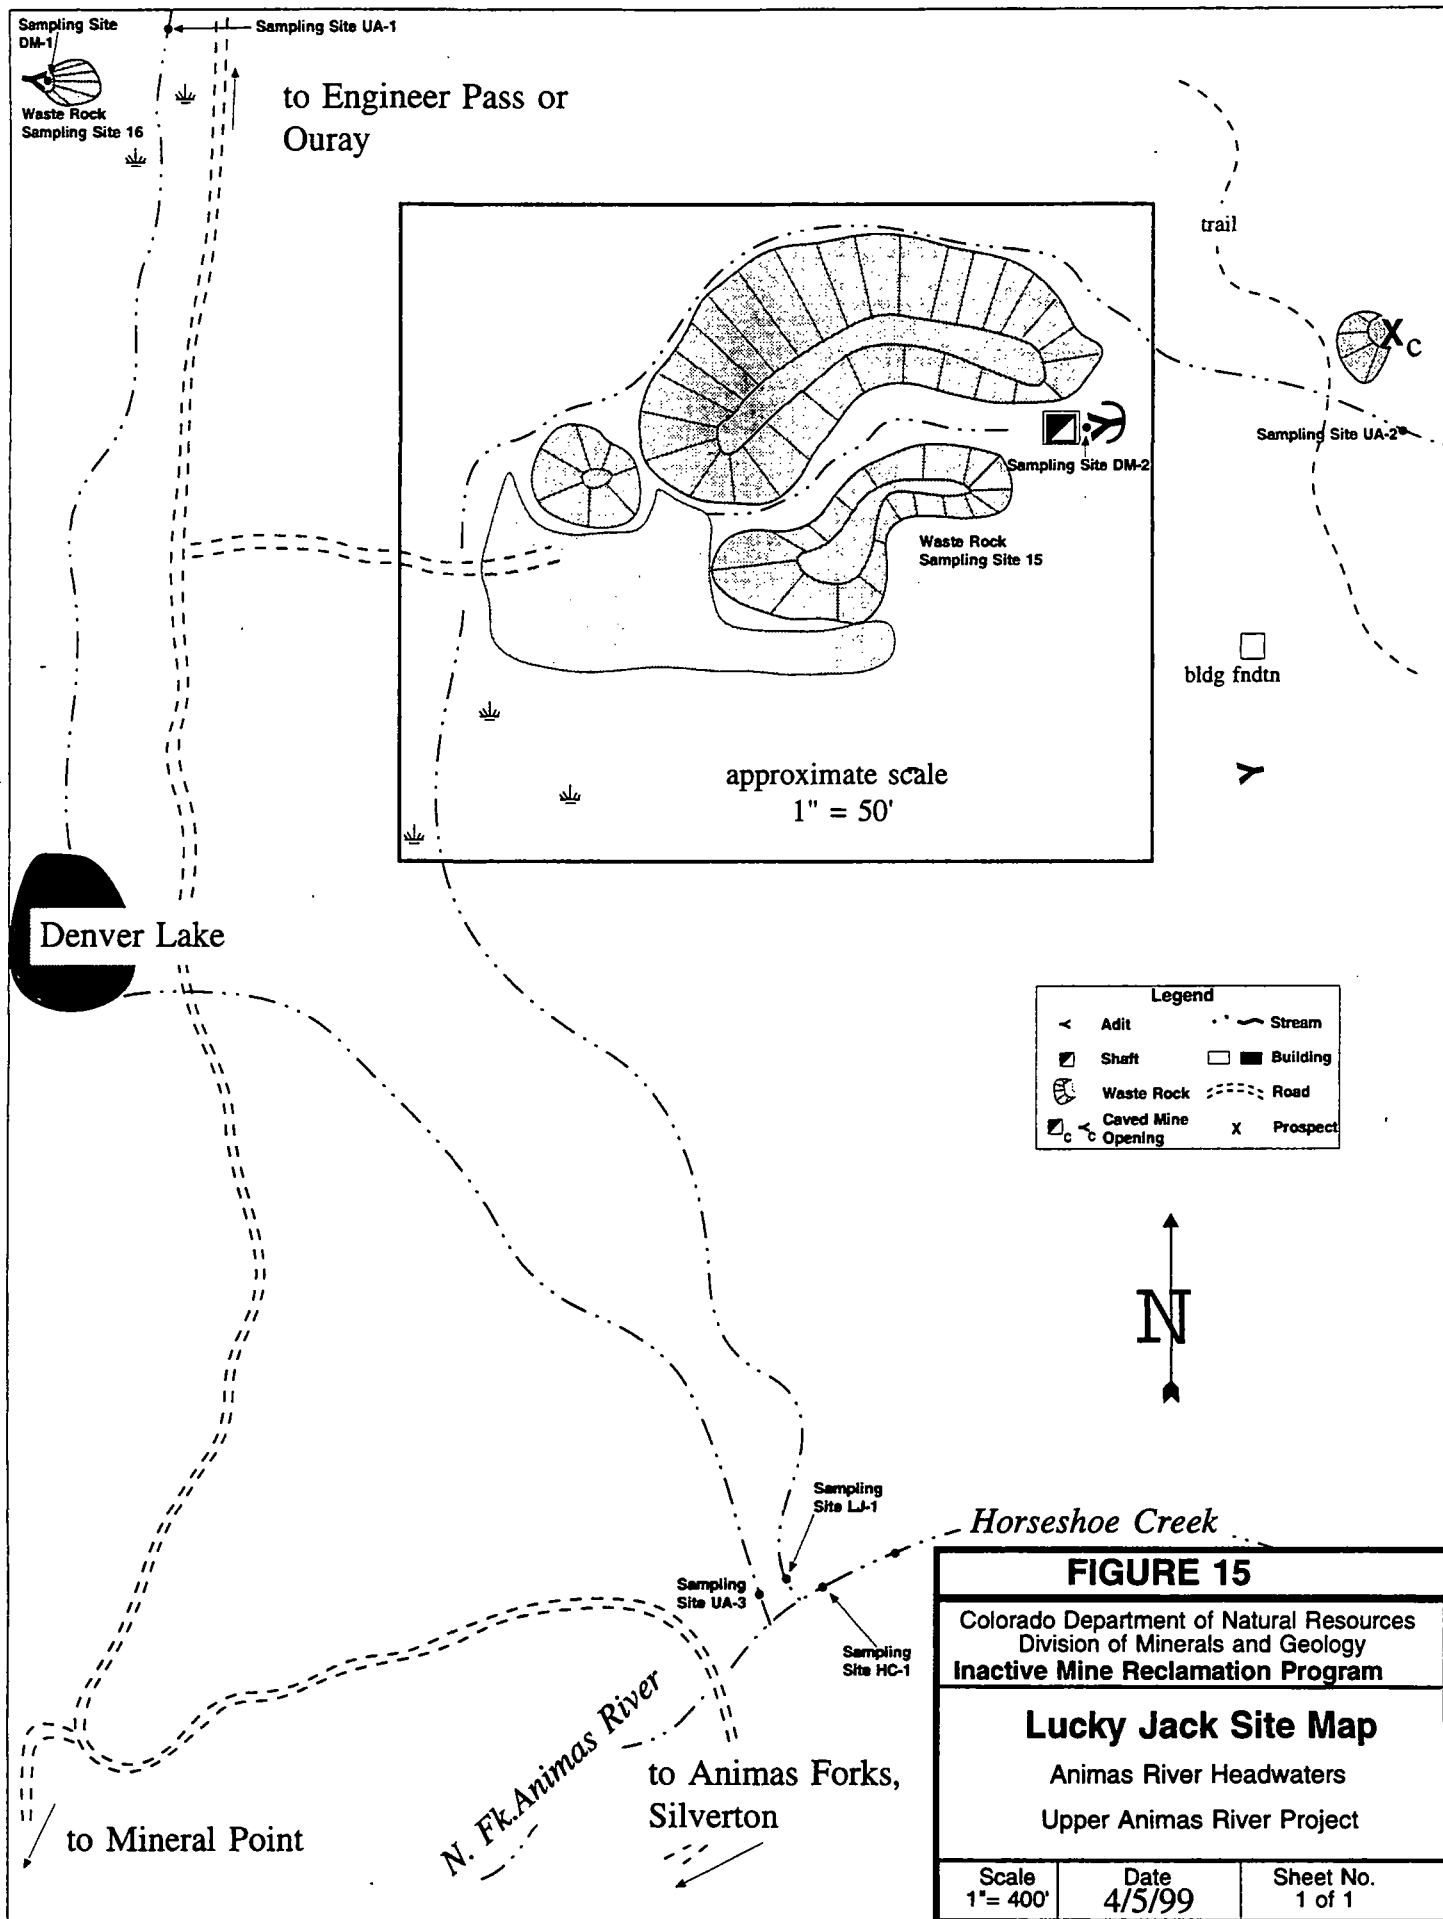 Sampling Site
DM-1
Sampling Site UA-1
Waste Rock
Sampling Site 16
to Engineer Pass or
Ouray
trail
X
C
Sampling Site UA-2
Sampling Site DM-2
Waste Rock
Sampling Site 15
bldg fndtn
approximate scale
1" = 50'
Denver Lake
Legend
Adit
Stream
Shaft
Building
Waste Rock
Road
C
C
Caved Mine
Opening
X
Prospect
N
Sampling
Site LJ-1
Horseshoe Creek
Sampling
Site UA-3
Sampling
Site HC-1
N. Fk. Animas River
to Animas Forks,
Silverton
to Mineral Point
FIGURE 15
Colorado Department of Natural Resources
Division of Minerals and Geology
Inactive Mine Reclamation Program
Lucky Jack Site Map
Animas River Headwaters
Upper Animas River Project
Scale
1"= 400'
Date
4/5/99
Sheet No.
1 of 1